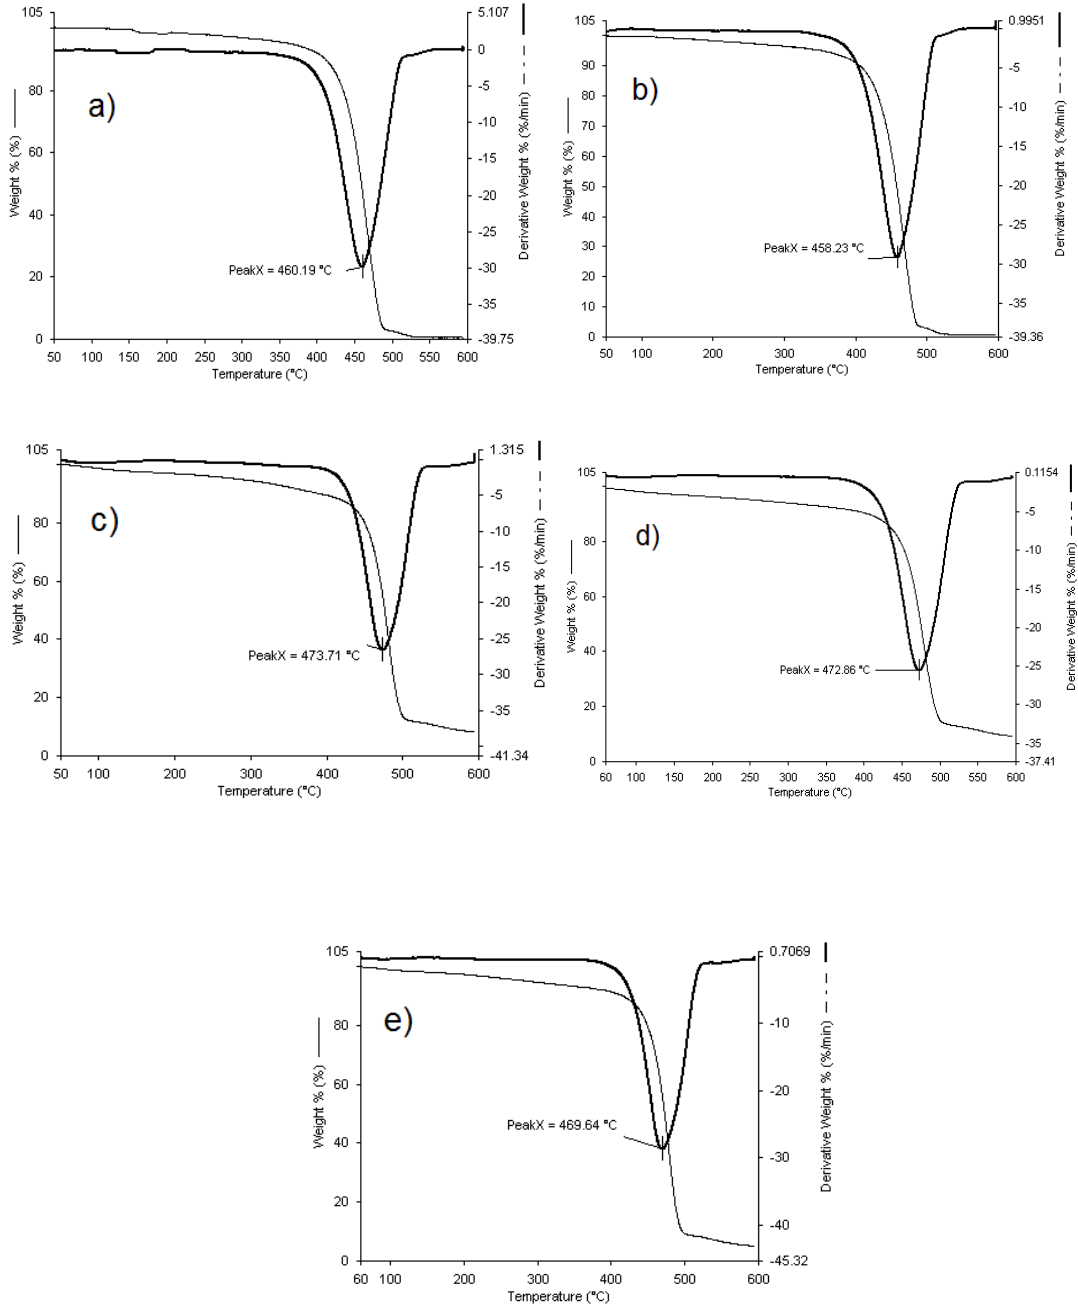 a)
105
80
60
40
20
0
Weight % (%)
5.107
0
-5
-10
-15
-20
-25
-30
-35
-39.75
Derivative Weight % (%/min)
PeakX = 460.19 °C
50 100 150 200 250 300 350 400 450 500 550 600
Temperature (°C)
b)
105
90
80
70
60
50
40
30
20
10
0
Weight % (%)
0.9951
-5
-10
-15
-20
-25
-30
-35
-39.36
Derivative Weight % (%/min)
PeakX = 458.23 °C
50 100 200 300 400 500 600
Temperature (°C)
c)
105
80
60
40
20
0
Weight % (%)
1.315
-5
-10
-15
-20
-25
-30
-35
-41.34
Derivative Weight % (%/min)
PeakX = 473.71 °C
50 100 200 300 400 500 600
Temperature (°C)
d)
105
80
60
40
20
0
Weight % (%)
0.1154
-5
-10
-15
-20
-25
-30
-35
-37.41
Derivative Weight % (%/min)
PeakX = 472.86 °C
60 100 150 200 250 300 350 400 450 500 550 600
Temperature (°C)
e)
105
80
60
40
20
0
Weight % (%)
0.7069
-10
-20
-30
-40
-45.32
Derivative Weight % (%/min)
PeakX = 469.64 °C
60 100 200 300 400 500 600
Temperature (°C)